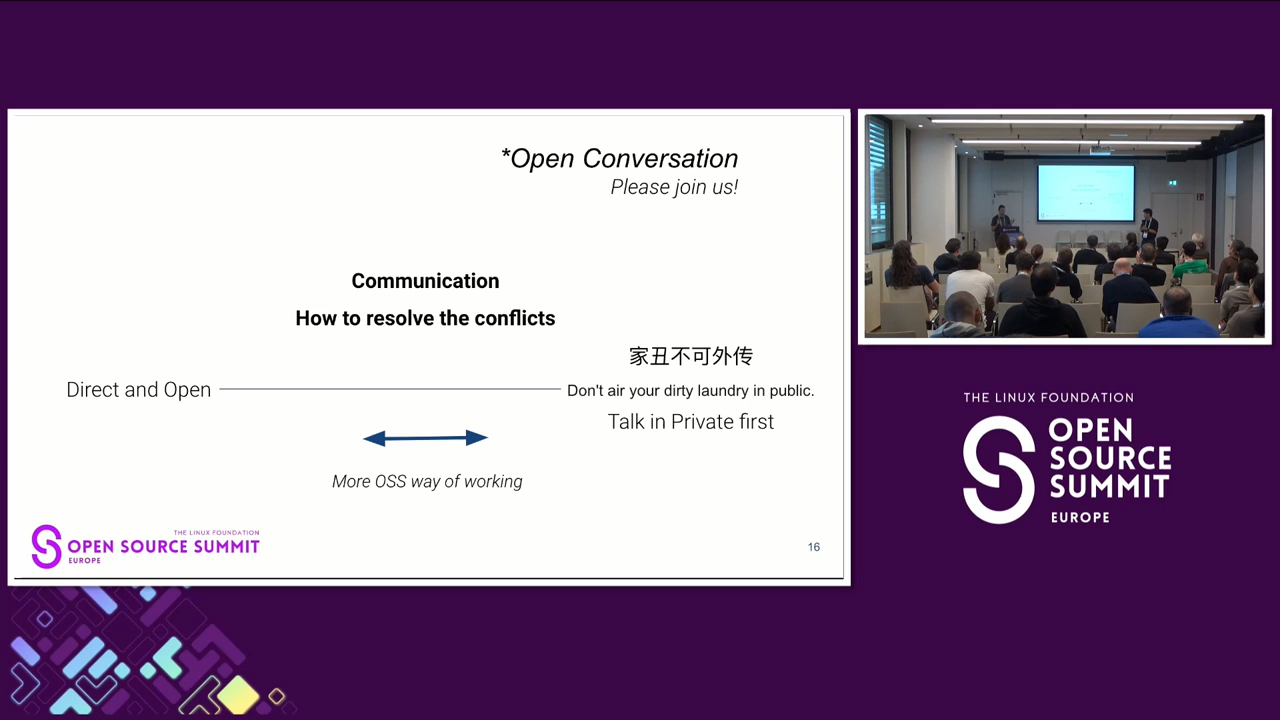 *Open Conversation
Please join us!
Communication
How to resolve the conflicts
家丑不可外传
Direct and Open
Don't air your dirty laundry in public.
Talk in Private first
More OSS way of working
THE LINUX FOUNDATION
OPEN SOURCE SUMMIT
EUROPE
16
THE LINUX FOUNDATION
OPEN
SOURCE
SUMMIT
EUROPE